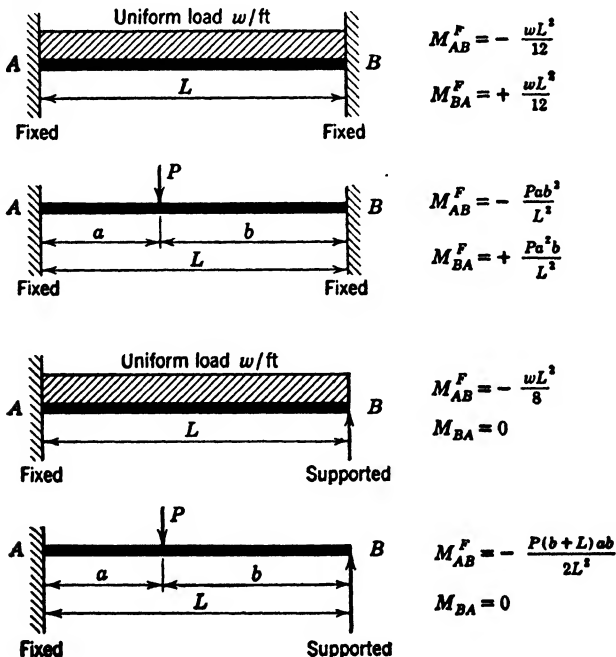 Uniform load w/ft
A
B
L
Fixed
Fixed
M^F_AB = - wL²/12
M^F_BA = + wL²/12
P
A
B
a
b
L
Fixed
Fixed
M^F_AB = - Pab²/L²
M^F_BA = + Pa²b/L²
Uniform load w/ft
A
B
L
Fixed
Supported
M^F_AB = - wL²/8
M_BA = 0
P
A
B
a
b
L
Fixed
Supported
M^F_AB = - P(b+L)ab/2L²
M_BA = 0